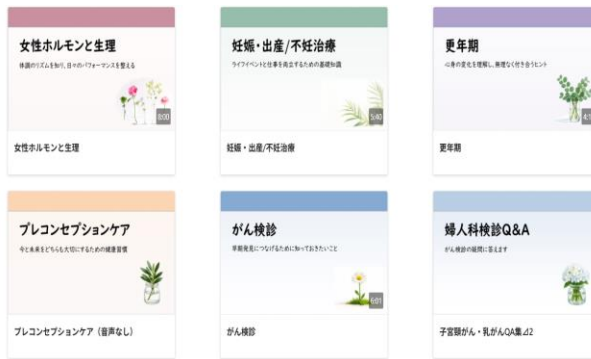 女性ホルモンと生理
体調のリズムを知り、日々のパフォーマンスを整える
8:00
女性ホルモンと生理
妊娠・出産/不妊治療
ライフイベントと仕事を両立するための基礎知識
5:40
妊娠・出産/不妊治療
更年期
心身の変化を理解し、無理なく付き合うヒント
更年期
プレコンセプションケア
今と未来をどちらも大切にするための健康習慣
プレコンセプションケア（音声なし）
がん検診
早期発見につなげるために知っておきたいこと
6:01
がん検診
婦人科検診Q&A
がん検診の疑問に答えます
子宮頸がん・乳がんQA集⊿2